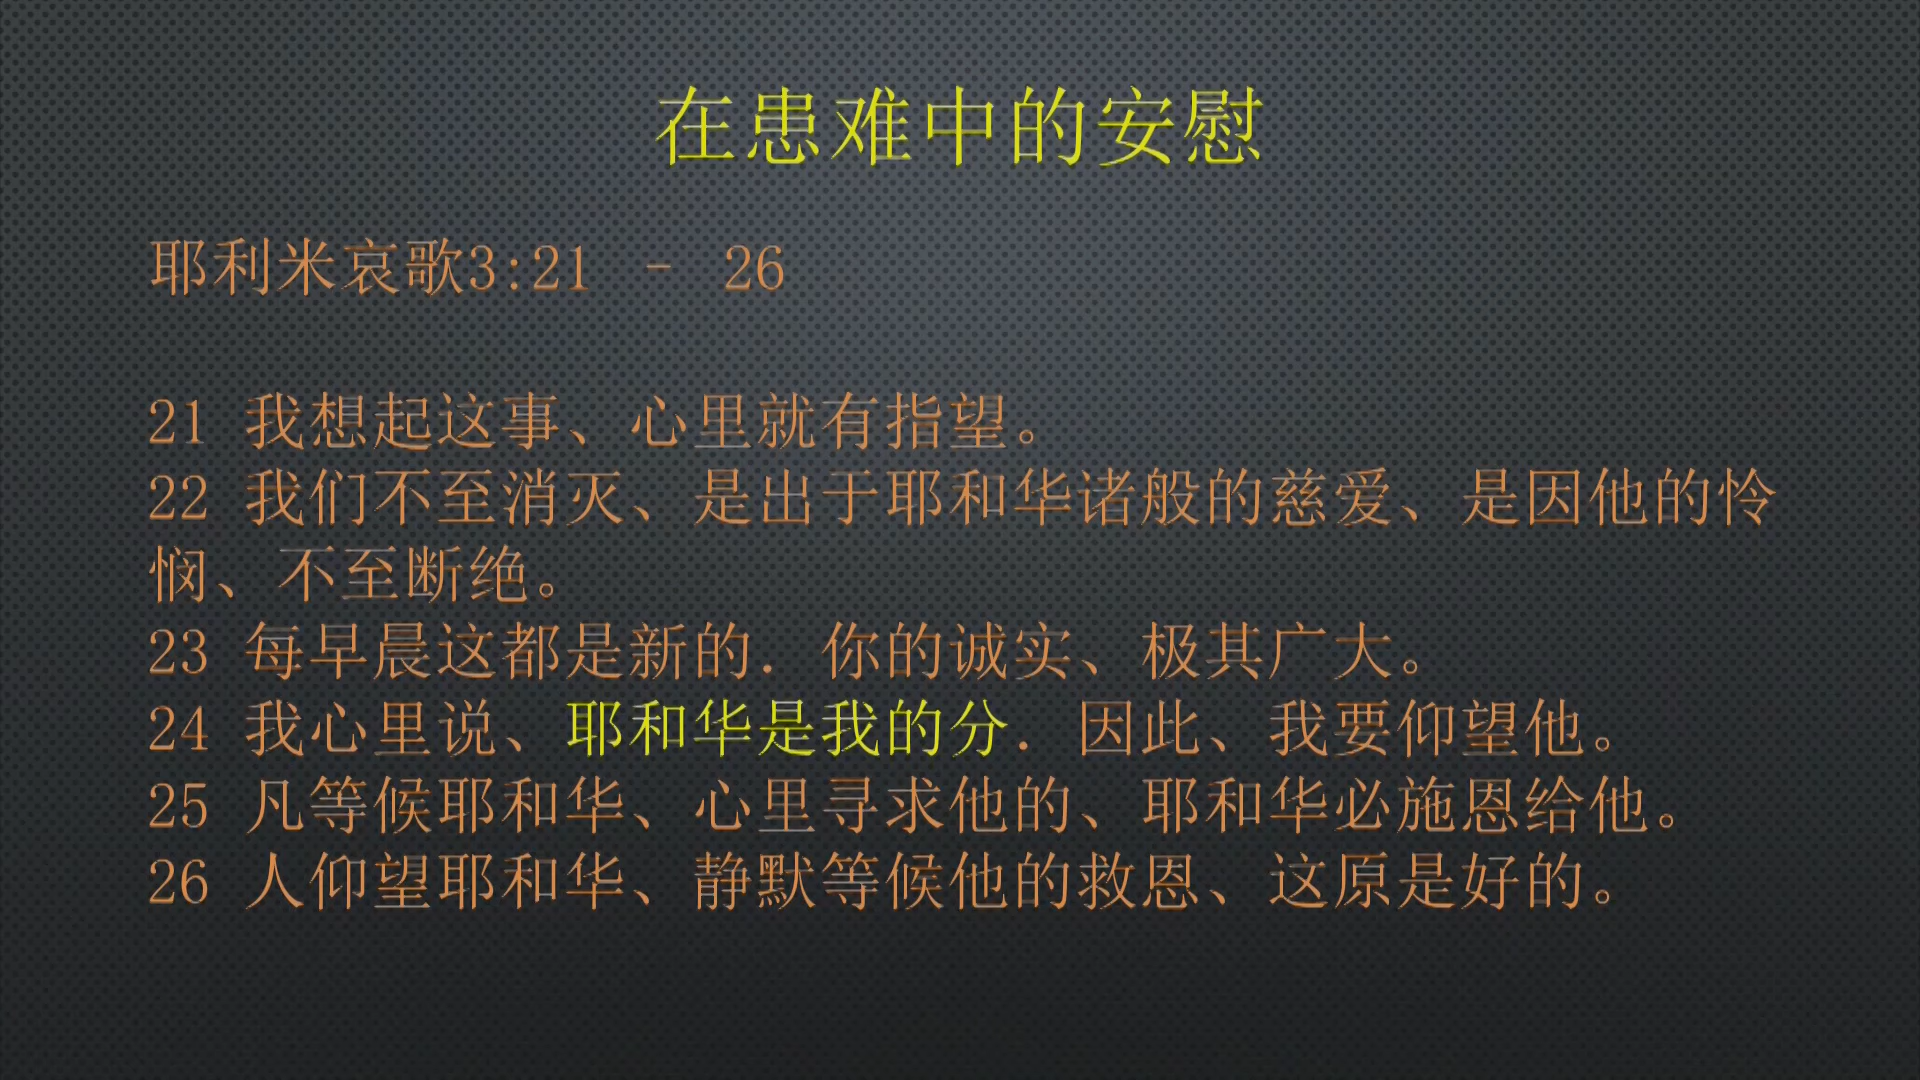 在患难中的安慰
耶利米哀歌3:21 - 26
21 我想起这事、心里就有指望。
22 我们不至消灭、是出于耶和华诸般的慈爱、是因他的怜
悯、不至断绝。
23 每早晨这都是新的．你的诚实、极其广大。
24 我心里说、耶和华是我的分．因此、我要仰望他。
25 凡等候耶和华、心里寻求他的、耶和华必施恩给他。
26 人仰望耶和华、静默等候他的救恩、这原是好的。